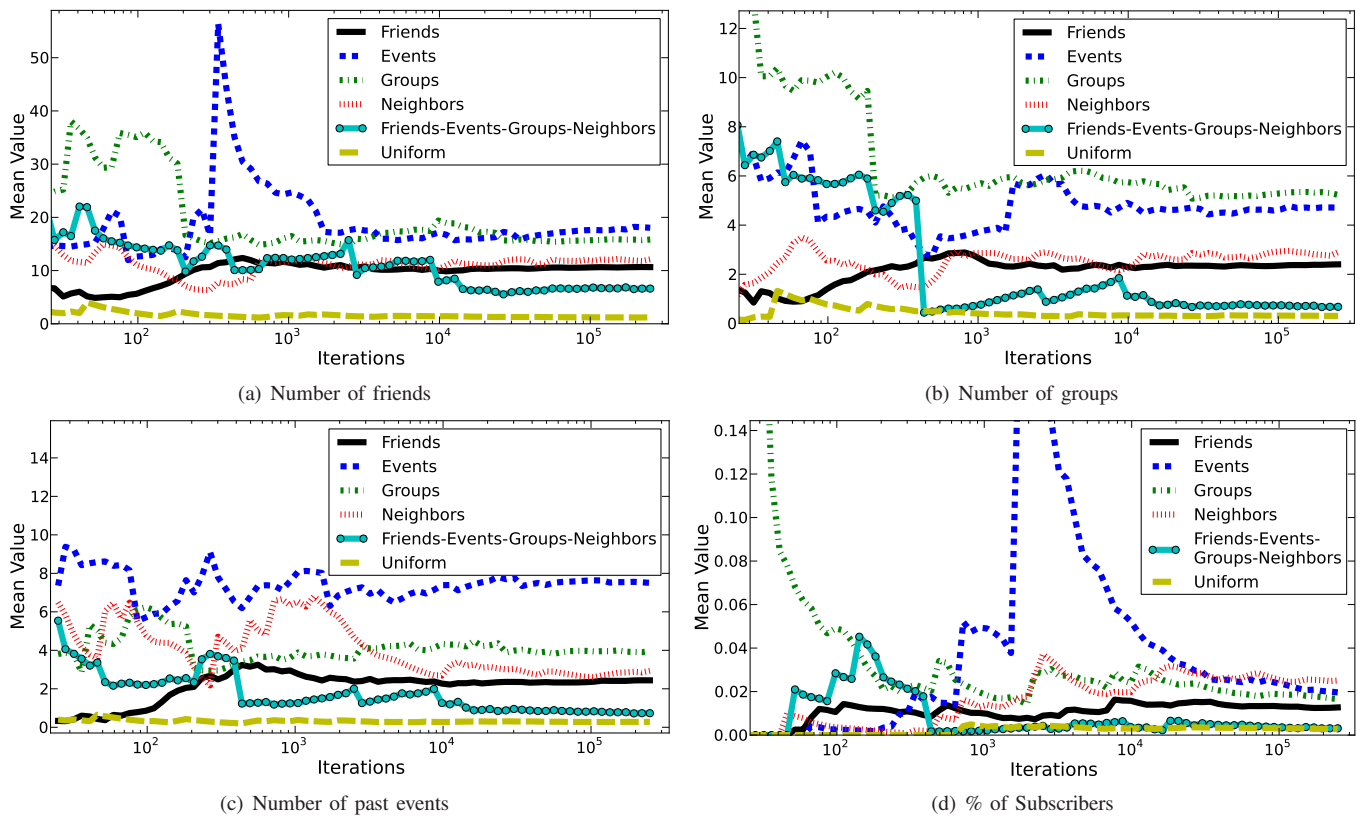 Mean Value
50
40
30
20
10
0
Friends
Events
Groups
Neighbors
Friends-Events-Groups-Neighbors
Uniform
10^2
10^3
10^4
10^5
Iterations
(a) Number of friends
Mean Value
12
10
8
6
4
2
0
Friends
Events
Groups
Neighbors
Friends-Events-Groups-Neighbors
Uniform
10^2
10^3
10^4
10^5
Iterations
(b) Number of groups
Mean Value
14
12
10
8
6
4
2
0
Friends
Events
Groups
Neighbors
Friends-Events-Groups-Neighbors
Uniform
10^2
10^3
10^4
10^5
Iterations
(c) Number of past events
Mean Value
0.14
0.12
0.10
0.08
0.06
0.04
0.02
0.00
Friends
Events
Groups
Neighbors
Friends-Events-
Groups-Neighbors
Uniform
10^2
10^3
10^4
10^5
Iterations
(d) % of Subscribers